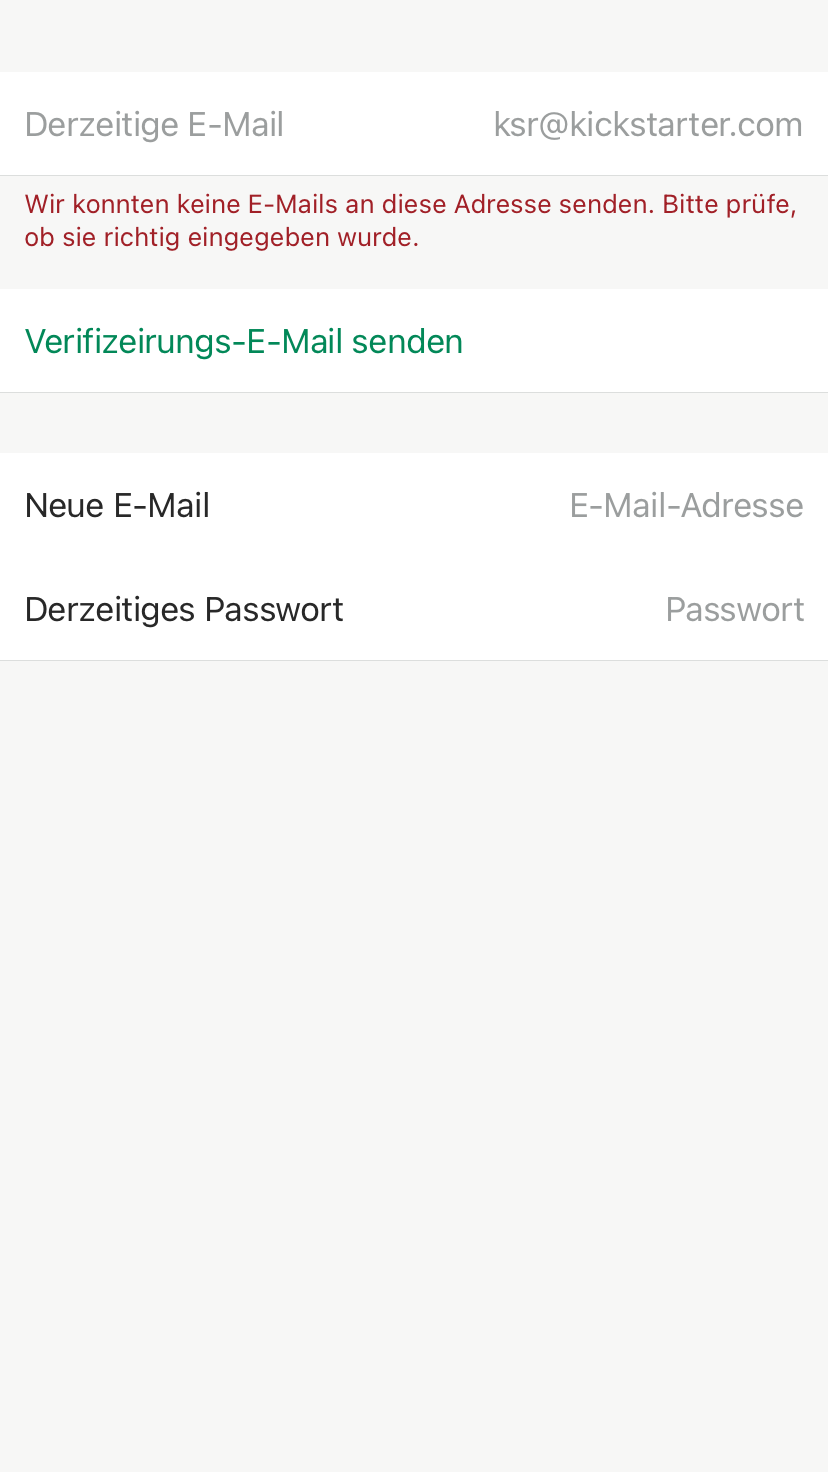 Derzeitige E-Mail ksr@kickstarter.com
Wir konnten keine E-Mails an diese Adresse senden. Bitte prüfe,
ob sie richtig eingegeben wurde.
Verifizeirungs-E-Mail senden
Neue E-Mail E-Mail-Adresse
Derzeitiges Passwort Passwort